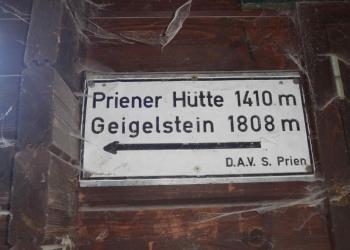 Priener Hütte 1410 m
Geigelstein 1808 m
D.A.V. S. Prien